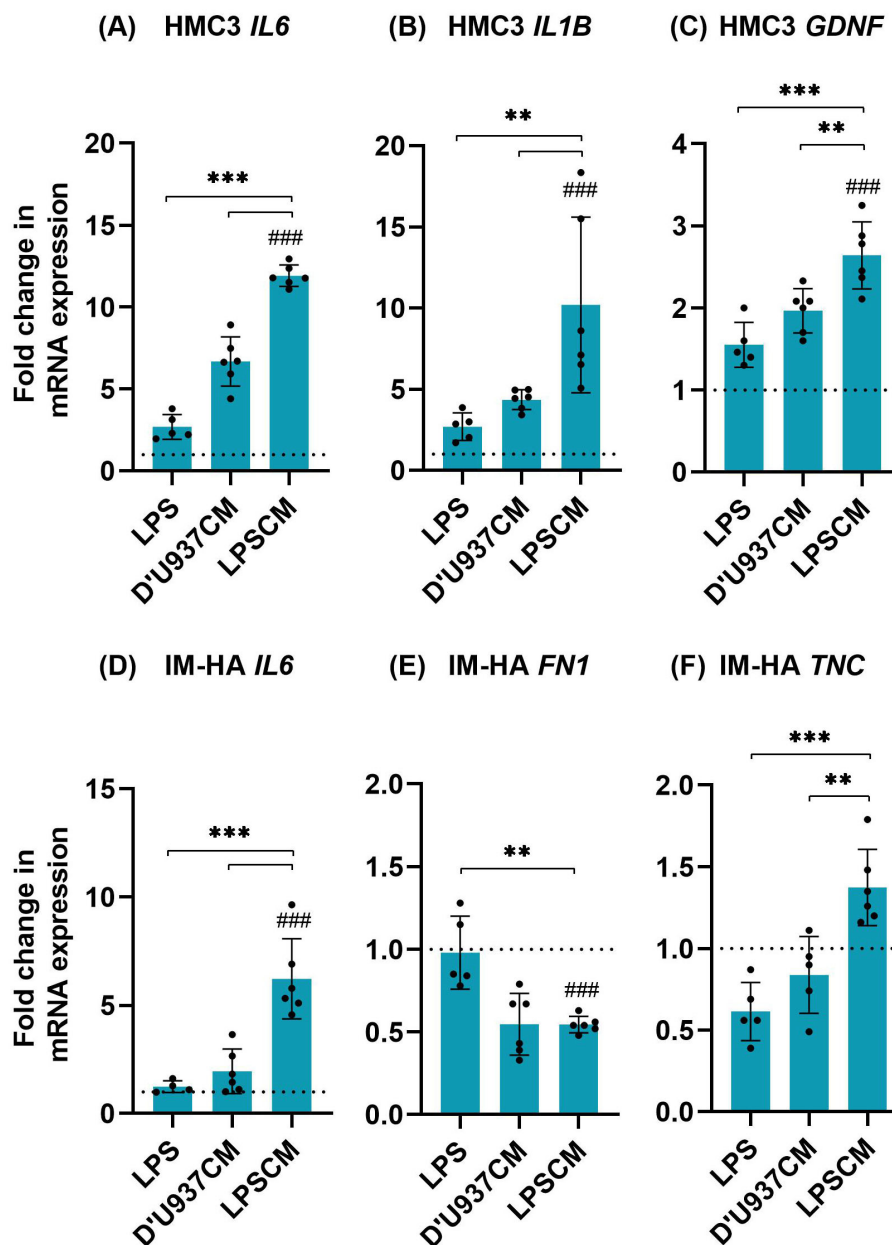 (A) HMC3 IL6
(B) HMC3 IL1B
(C) HMC3 GDNF
Fold change in
mRNA expression
20
15
10
5
0
***
###
LPS
D'U937CM
LPSCM
20
15
10
5
0
**
###
LPS
D'U937CM
LPSCM
4
3
2
1
0
***
**
###
LPS
D'U937CM
LPSCM
(D) IM-HA IL6
(E) IM-HA FN1
(F) IM-HA TNC
Fold change in
mRNA expression
15
10
5
0
***
###
LPS
D'U937CM
LPSCM
2.0
1.5
1.0
0.5
0.0
**
###
LPS
D'U937CM
LPSCM
2.0
1.5
1.0
0.5
0.0
***
**
LPS
D'U937CM
LPSCM